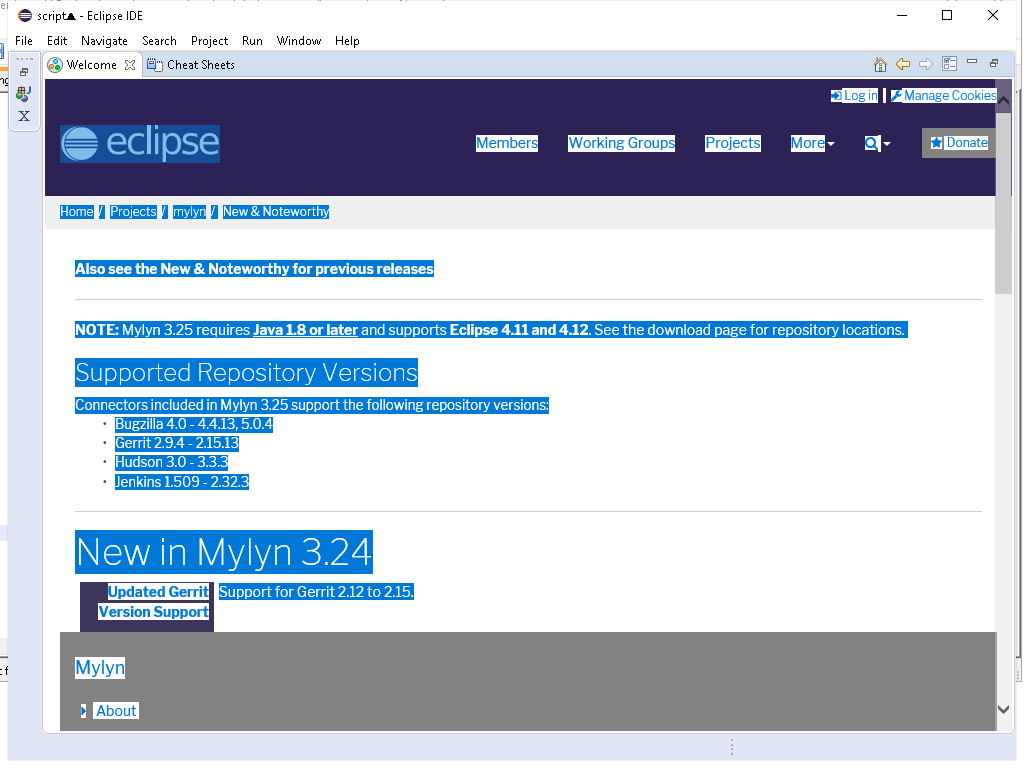 script▲ - Eclipse IDE
File Edit Navigate Search Project Run Window Help
Welcome Cheat Sheets
Log in Manage Cookies
eclipse Members Working Groups Projects More Donate
Home / Projects / mylyn / New & Noteworthy
Also see the New & Noteworthy for previous releases
NOTE: Mylyn 3.25 requires Java 1.8 or later and supports Eclipse 4.11 and 4.12. See the download page for repository locations.
Supported Repository Versions
Connectors included in Mylyn 3.25 support the following repository versions:
• Bugzilla 4.0 - 4.4.13, 5.0.4
• Gerrit 2.9.4 - 2.15.13
• Hudson 3.0 - 3.3.3
• Jenkins 1.509 - 2.32.3
New in Mylyn 3.24
Updated Gerrit Support for Gerrit 2.12 to 2.15.
Version Support
Mylyn
About